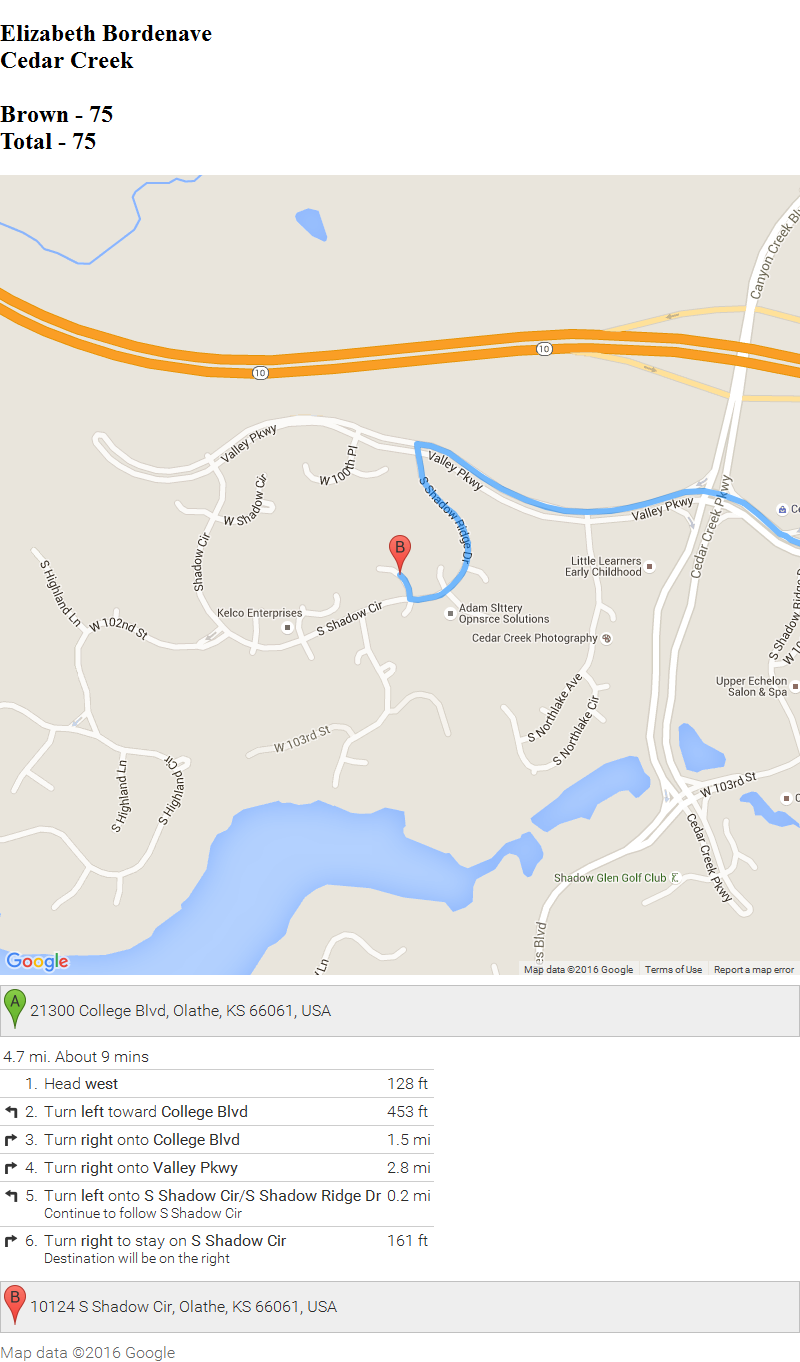 Elizabeth Bordenave
Cedar Creek
Brown - 75
Total - 75
Canyon Creek Bl
10
10
Valley Pkwy
W 100th Pl
Valley Pkwy
W Shadow Cir
S Shadow Ridge Dr
Valley Pkwy
Cedar Creek Pkwy
Ce
Shadow Cir
B
S Highland Ln
Little Learners
Early Childhood
Kelco Enterprises
S Shadow Cir
Adam Slttery
Opnsrce Solutions
W 102nd St
Cedar Creek Photography
S Shadow Ridge D
W 10
Upper Echelon
Salon & Spa
S Northlake Ave
S Northlake Cir
W 103rd St
S Highland Ln
S Highland Cir
W 103rd St
C
Cedar Creek Pkwy
Shadow Glen Golf Club
es Blvd
Ln
Google
Map data ©2016 Google Terms of Use Report a map error
A 21300 College Blvd, Olathe, KS 66061, USA
4.7 mi. About 9 mins
1. Head west 128 ft
2. Turn left toward College Blvd 453 ft
3. Turn right onto College Blvd 1.5 mi
4. Turn right onto Valley Pkwy 2.8 mi
5. Turn left onto S Shadow Cir/S Shadow Ridge Dr 0.2 mi
Continue to follow S Shadow Cir
6. Turn right to stay on S Shadow Cir 161 ft
Destination will be on the right
B 10124 S Shadow Cir, Olathe, KS 66061, USA
Map data ©2016 Google